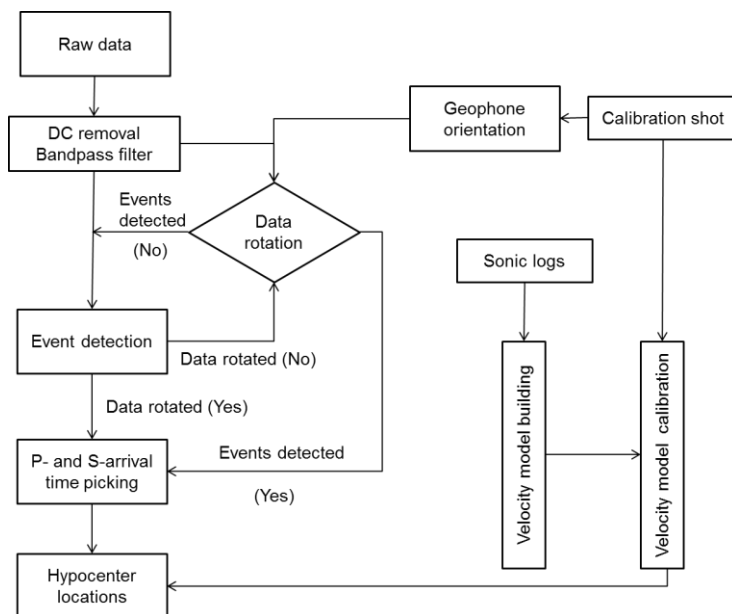 Raw data
DC removal
Bandpass filter
Geophone
orientation
Calibration shot
Events
detected
(No)
Data
rotation
Sonic logs
Event detection
Data rotated (No)
Data rotated (Yes)
P- and S-arrival
time picking
Events detected
(Yes)
Velocity model building
Velocity model calibration
Hypocenter
locations